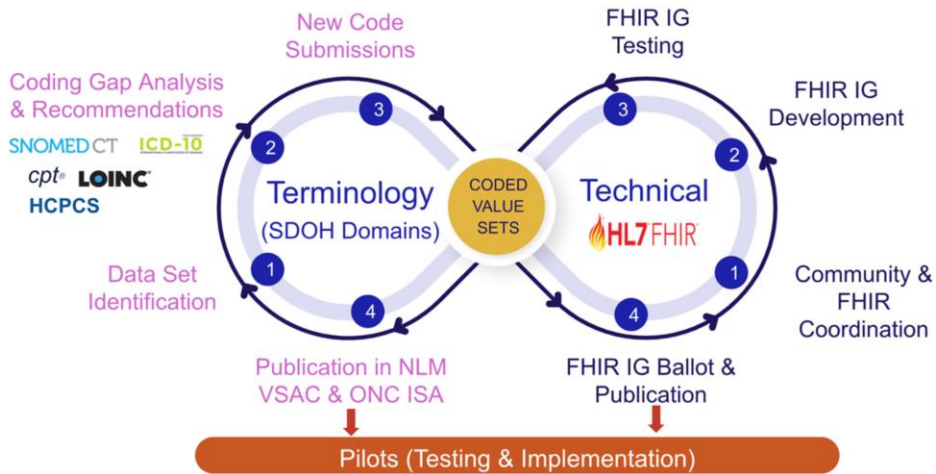 New Code
Submissions
FHIR IG
Testing
Coding Gap Analysis
& Recommendations
SNOMED CT
ICD-10
cpt®
LOINC®
HCPCS
FHIR IG
Development
3
3
2
2
Terminology
(SDOH Domains)
CODED
VALUE
SETS
Technical
HL7 FHIR®
Data Set
Identification
1
1
4
4
Community &
FHIR
Coordination
Publication in NLM
VSAC & ONC ISA
FHIR IG Ballot &
Publication
Pilots (Testing & Implementation)